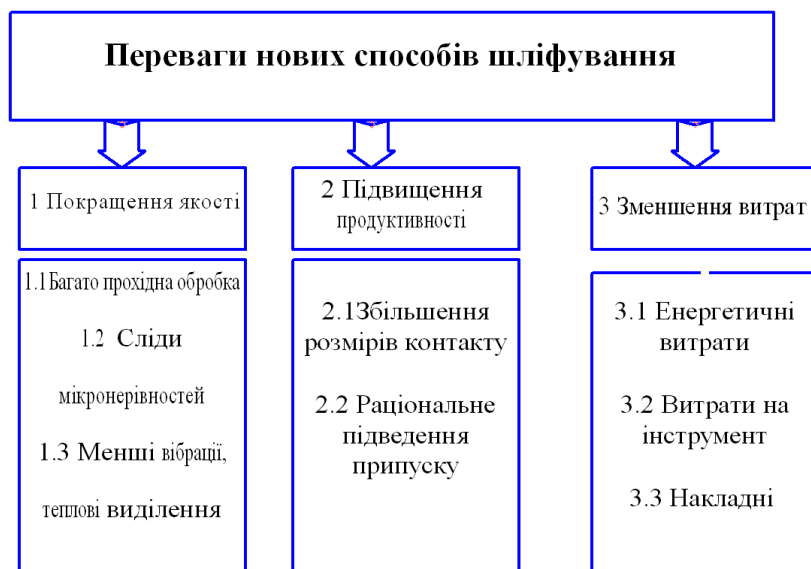 Переваги нових способів шліфування
1 Покращення якості
2 Підвищення
продуктивності
3 Зменшення витрат
1.1 Багато прохідна обробка
1.2 Сліди
мікронерівностей
1.3 Менші вібрації,
теплові виділення
2.1Збільшення
розмірів контакту
2.2 Раціональне
підведення
припуску
3.1 Енергетичні
витрати
3.2 Витрати на
інструмент
3.3 Накладні